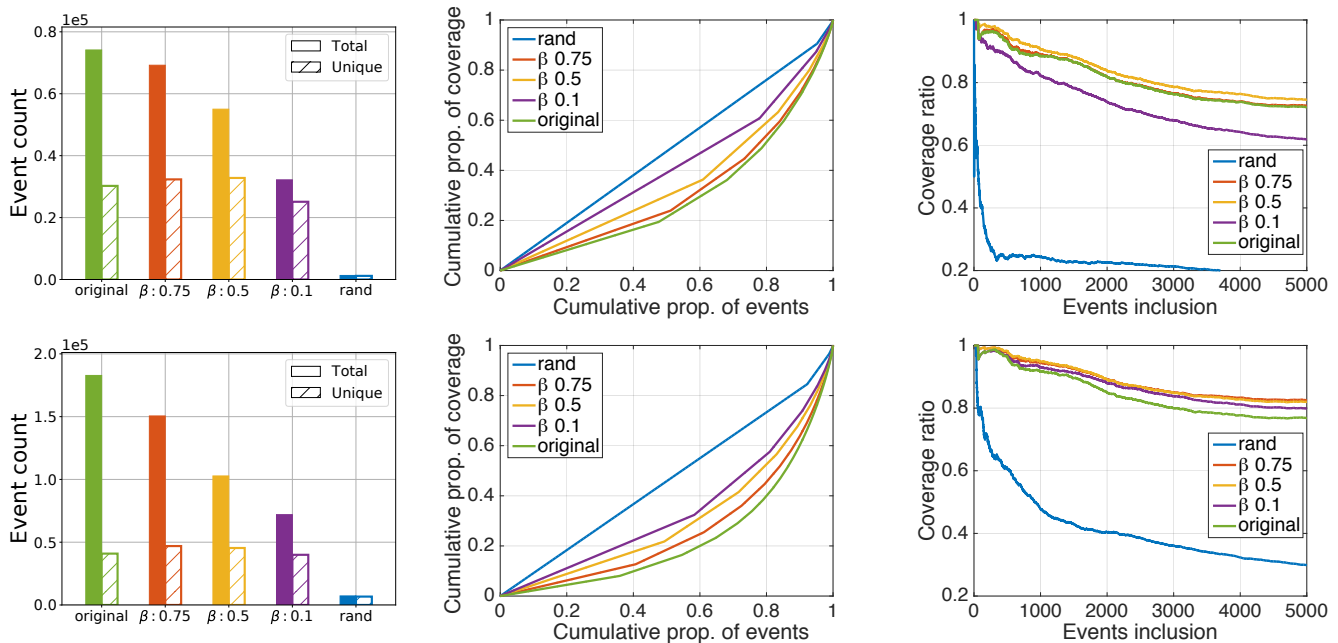 1e5
0.8
0.6
0.4
0.2
0.0
Event count
Total
Unique
original
β : 0.75
β : 0.5
β : 0.1
rand
1
0.8
0.6
0.4
0.2
0
Cumulative prop. of coverage
rand
β 0.75
β 0.5
β 0.1
original
0 0.2 0.4 0.6 0.8 1
Cumulative prop. of events
1
0.8
0.6
0.4
0.2
Coverage ratio
rand
β 0.75
β 0.5
β 0.1
original
0 1000 2000 3000 4000 5000
Events inclusion
1e5
2.0
1.5
1.0
0.5
0.0
Event count
Total
Unique
original
β : 0.75
β : 0.5
β : 0.1
rand
1
0.8
0.6
0.4
0.2
0
Cumulative prop. of coverage
rand
β 0.75
β 0.5
β 0.1
original
0 0.2 0.4 0.6 0.8 1
Cumulative prop. of events
1
0.8
0.6
0.4
0.2
Coverage ratio
rand
β 0.75
β 0.5
β 0.1
original
0 1000 2000 3000 4000 5000
Events inclusion